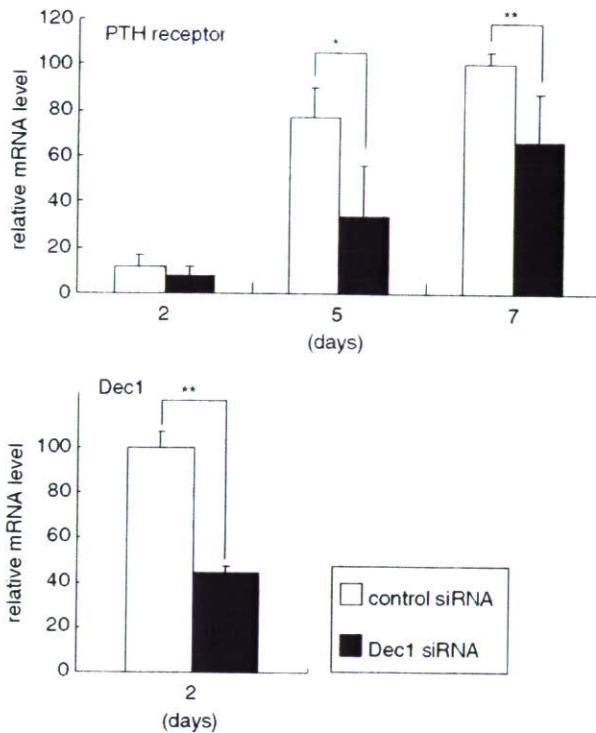 PTH receptor
relative mRNA level
120
100
80
60
40
20
0
*
**
2
5
7
(days)
Dec1
relative mRNA level
100
80
60
40
20
0
**
2
(days)
control siRNA
Dec1 siRNA